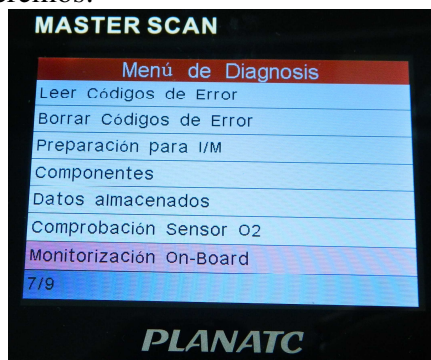 MASTER SCAN
Menú de Diagnosis
Leer Códigos de Error
Borrar Códigos de Error
Preparación para I/M
Componentes
Datos almacenados
Comprobación Sensor O2
Monitorización On-Board
7/9
PLANATC